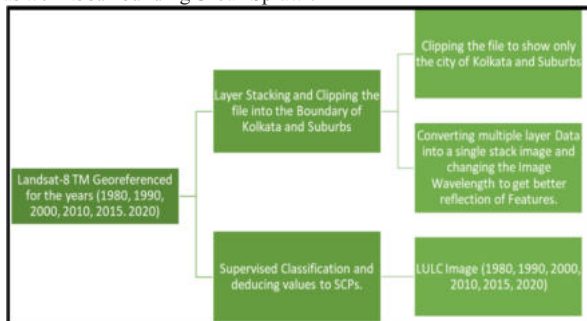 Landsat-8 TM Georeferenced
for the years (1980, 1990,
2000, 2010, 2015. 2020)
Layer Stacking and Clipping the
file into the Boundary of
Kolkata and Suburbs
Clipping the file to show only
the city of Kolkata and Suburbs
Converting multiple layer Data
into a single stack image and
changing the Image
Wavelength to get better
reflection of Features.
Supervised Classification and
deducing values to SCPs.
LULC Image (1980, 1990, 2000,
2010, 2015, 2020)